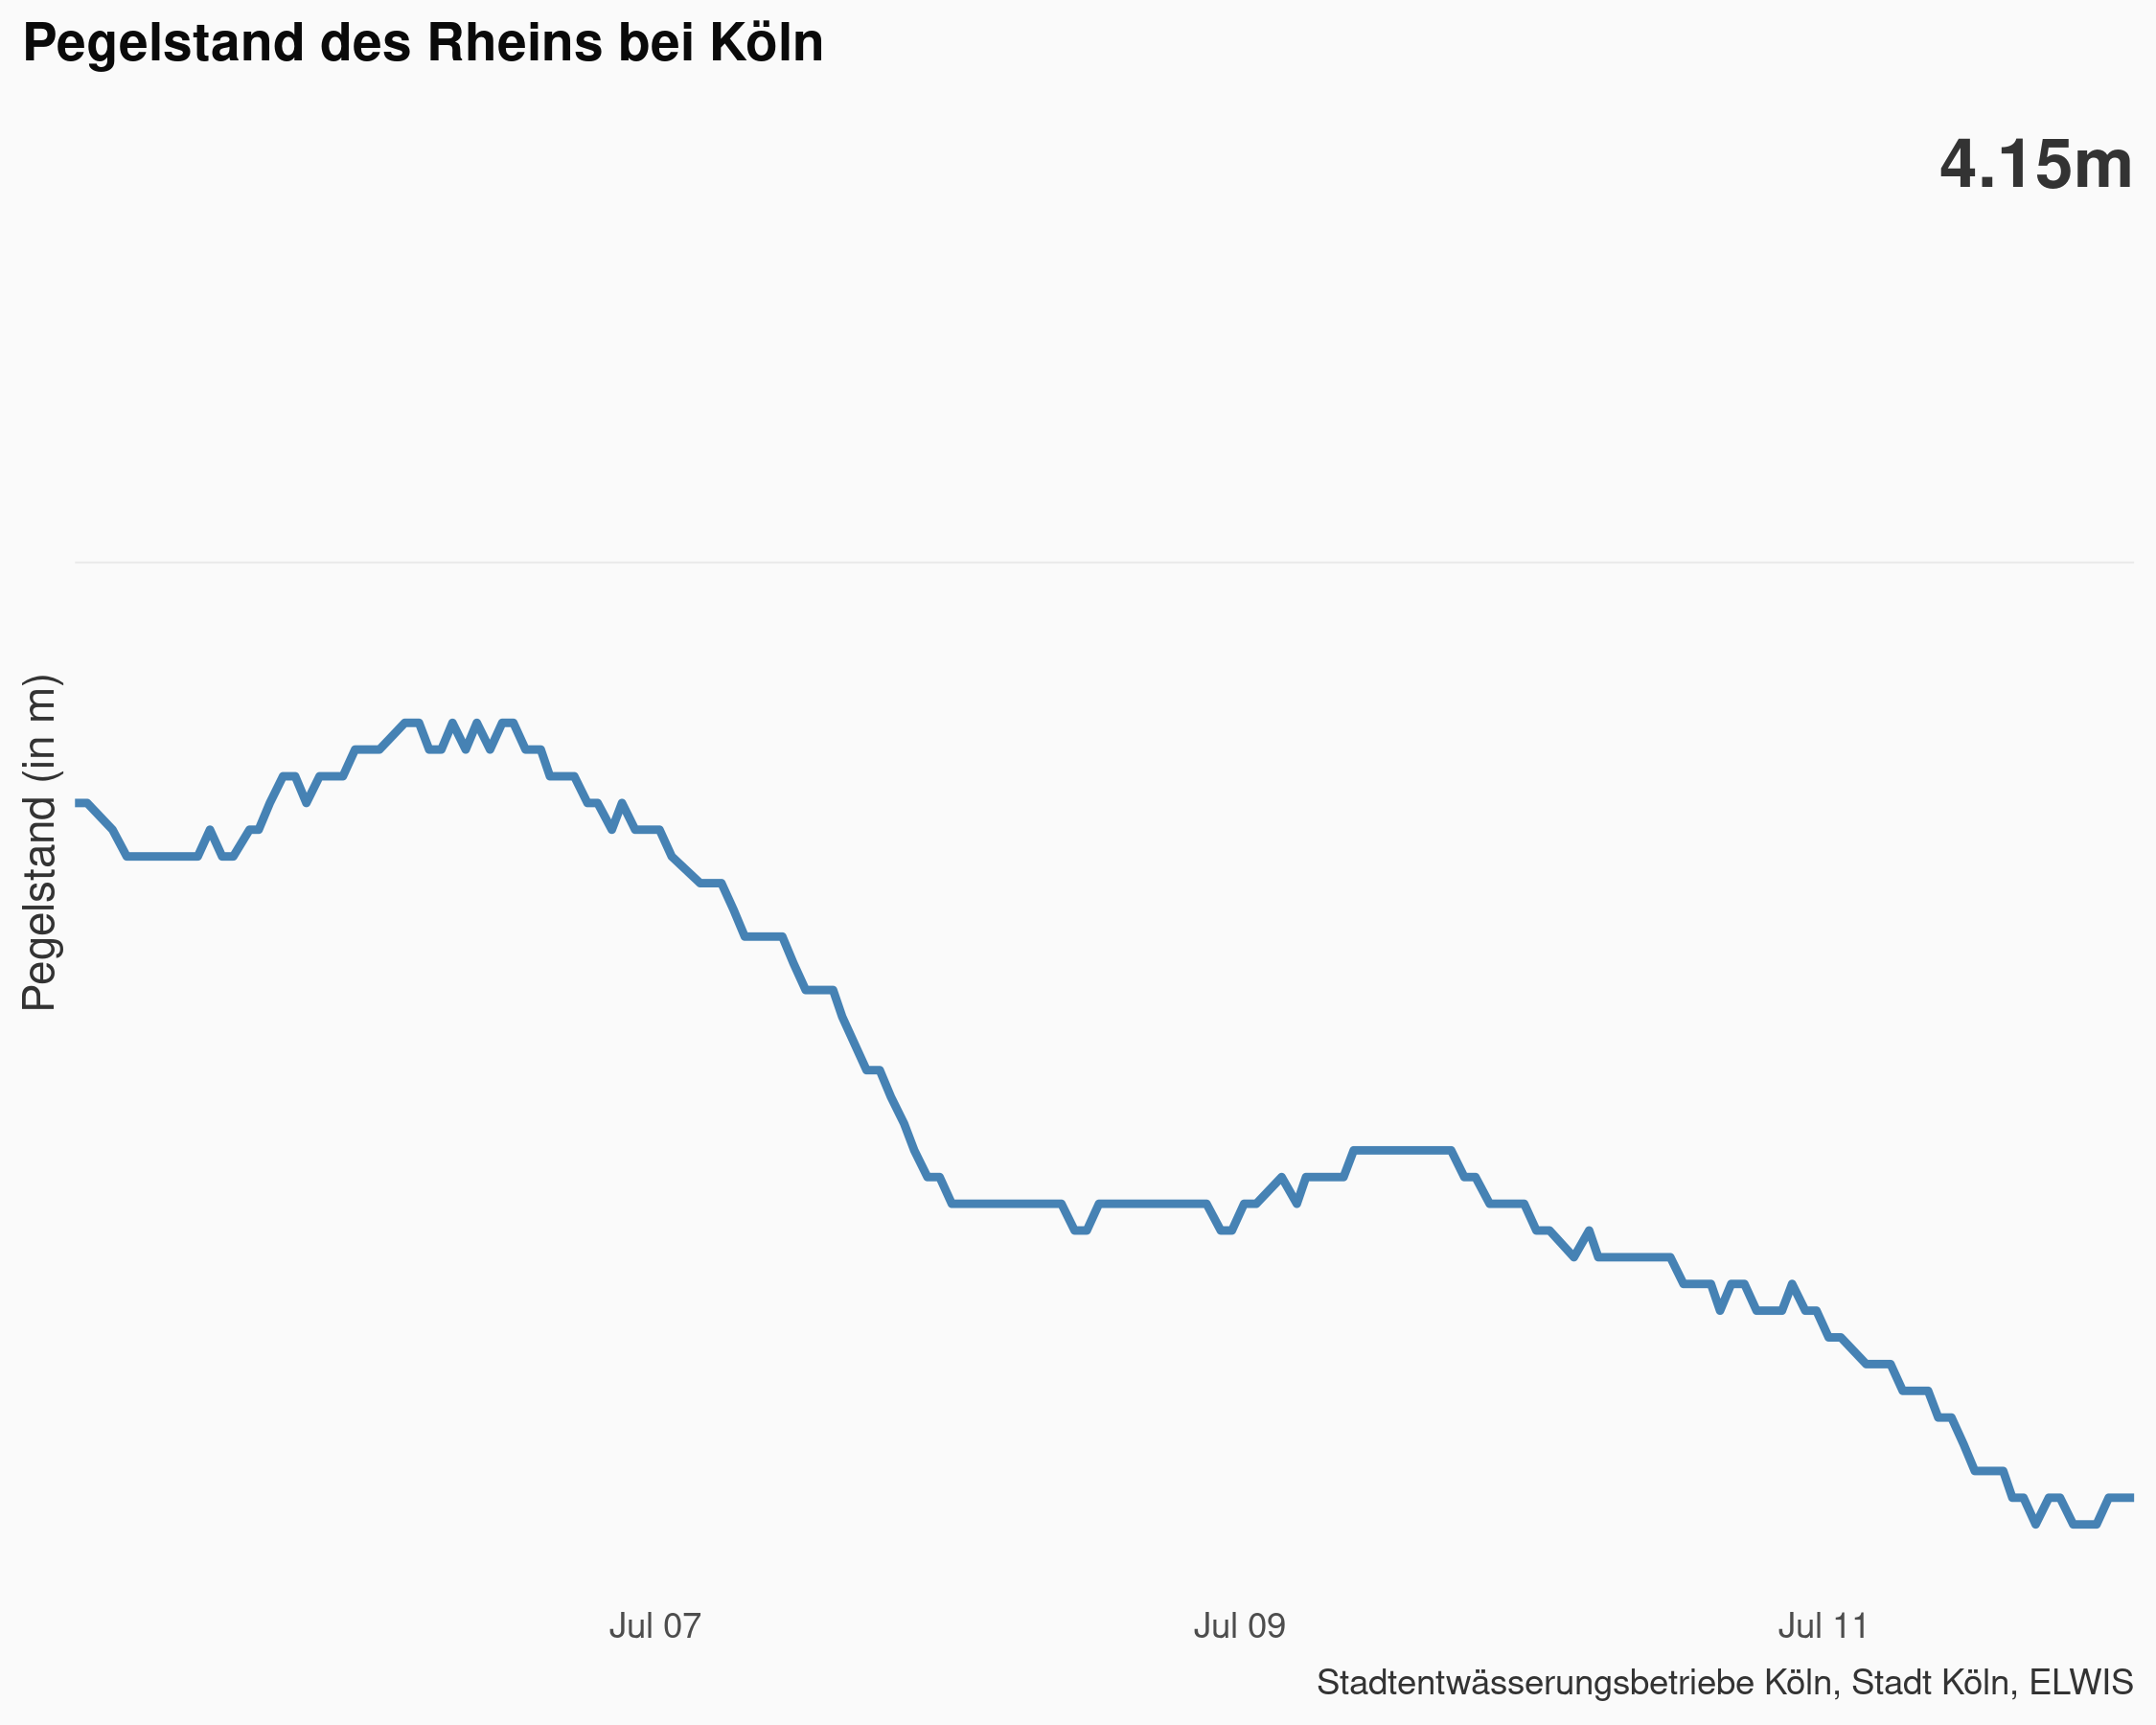 Pegelstand des Rheins bei Köln
4.15m
Pegelstand (in m)
Jul 07
Jul 09
Jul 11
Stadtentwässerungsbetriebe Köln, Stadt Köln, ELWIS